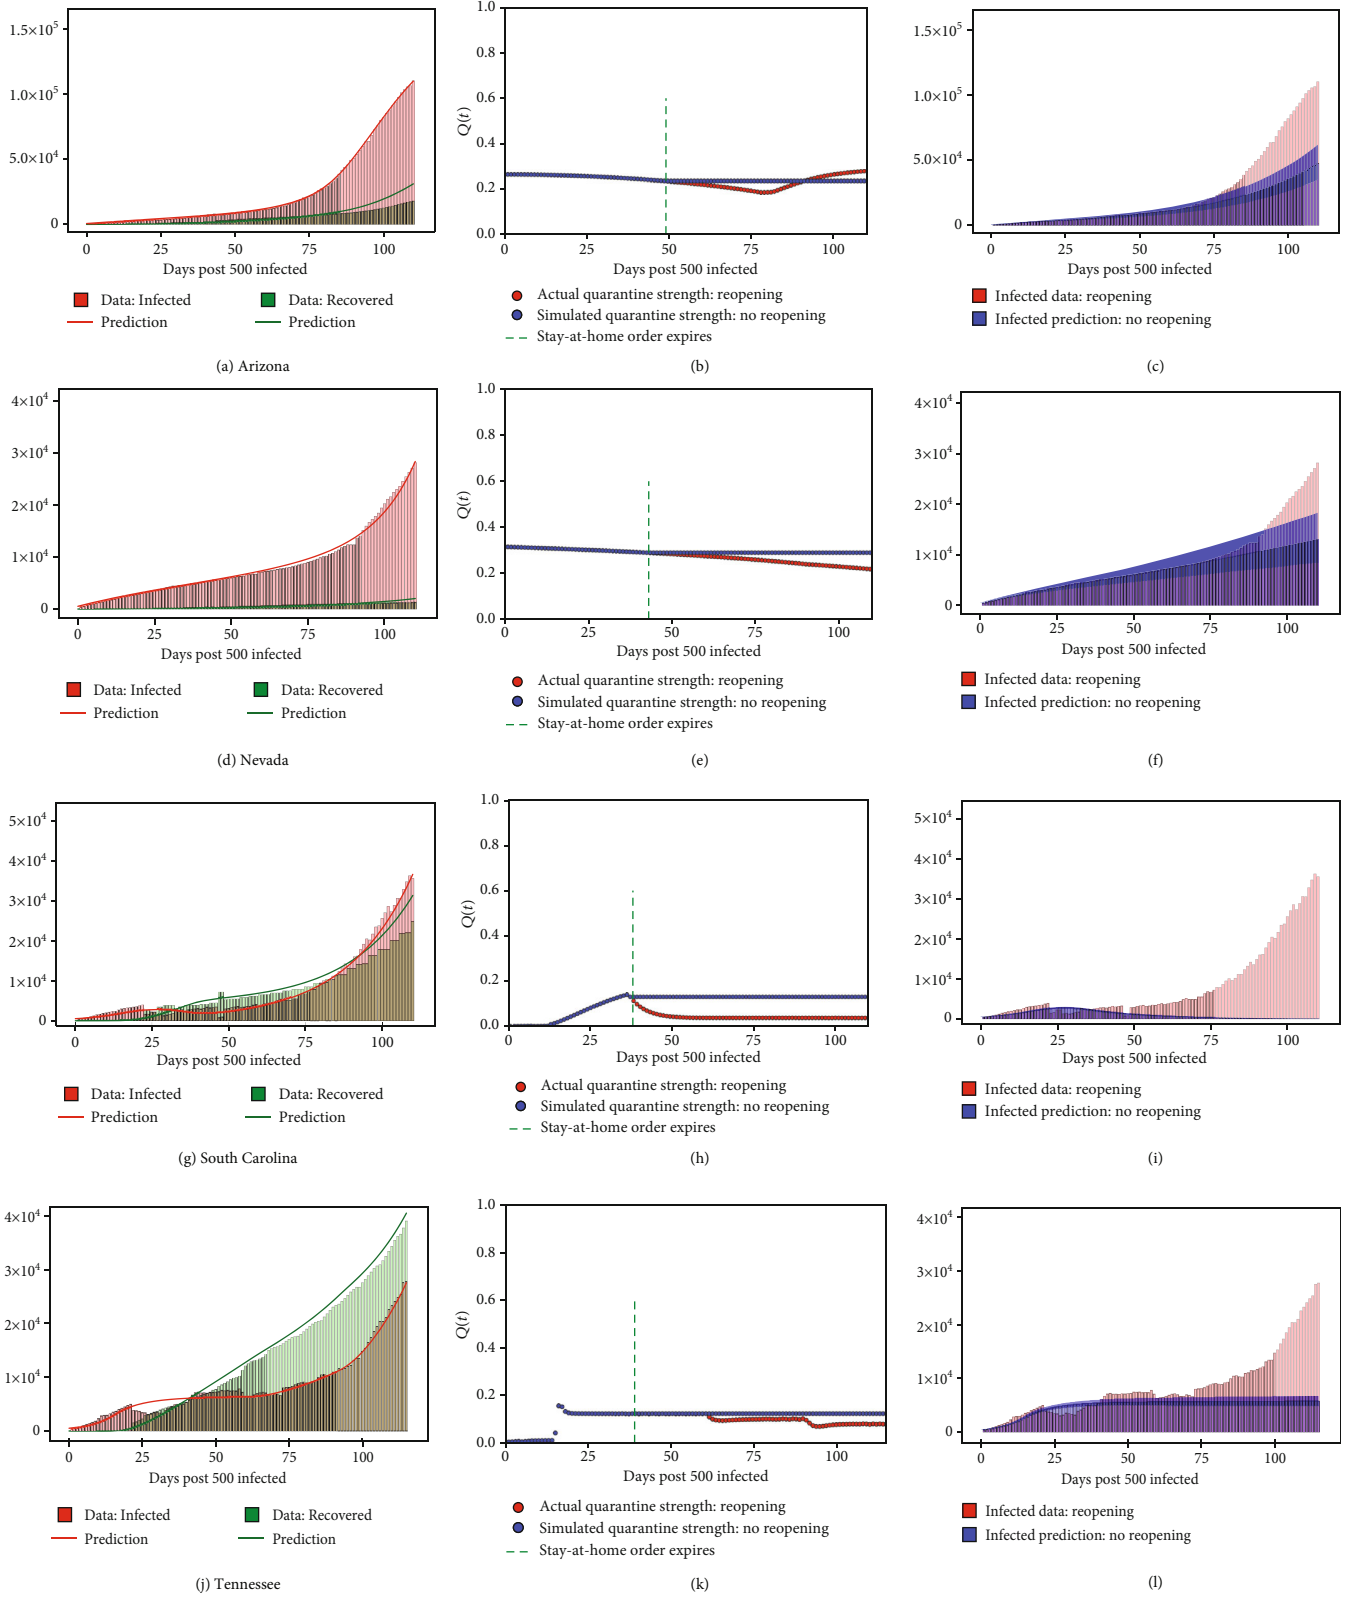 1.5×10⁵
1.0×10⁵
5.0×10⁴
0
0 25 50 75 100
Days post 500 infected
Data: Infected Data: Recovered
Prediction Prediction
(a) Arizona
1.0
0.8
0.6
0.4
0.2
0.0
Q(t)
0 25 50 75 100
Days post 500 infected
Actual quarantine strength: reopening
Simulated quarantine strength: no reopening
Stay-at-home order expires
(b)
1.5×10⁵
1.0×10⁵
5.0×10⁴
0
0 25 50 75 100
Days post 500 infected
Infected data: reopening
Infected prediction: no reopening
(c)
4×10⁴
3×10⁴
2×10⁴
1×10⁴
0
0 25 50 75 100
Days post 500 infected
Data: Infected Data: Recovered
Prediction Prediction
(d) Nevada
1.0
0.8
0.6
0.4
0.2
0.0
Q(t)
0 25 50 75 100
Days post 500 infected
Actual quarantine strength: reopening
Simulated quarantine strength: no reopening
Stay-at-home order expires
(e)
4×10⁴
3×10⁴
2×10⁴
1×10⁴
0
0 25 50 75 100
Days post 500 infected
Infected data: reopening
Infected prediction: no reopening
(f)
5×10⁴
4×10⁴
3×10⁴
2×10⁴
1×10⁴
0
0 25 50 75 100
Days post 500 infected
Data: Infected Data: Recovered
Prediction Prediction
(g) South Carolina
1.0
0.8
0.6
0.4
0.2
0.0
Q(t)
0 25 50 75 100
Days post 500 infected
Actual quarantine strength: reopening
Simulated quarantine strength: no reopening
Stay-at-home order expires
(h)
5×10⁴
4×10⁴
3×10⁴
2×10⁴
1×10⁴
0
0 25 50 75 100
Days post 500 infected
Infected data: reopening
Infected prediction: no reopening
(i)
4×10⁴
3×10⁴
2×10⁴
1×10⁴
0
0 25 50 75 100
Days post 500 infected
Data: Infected Data: Recovered
Prediction Prediction
(j) Tennessee
1.0
0.8
0.6
0.4
0.2
0.0
Q(t)
0 25 50 75 100
Days post 500 infected
Actual quarantine strength: reopening
Simulated quarantine strength: no reopening
Stay-at-home order expires
(k)
4×10⁴
3×10⁴
2×10⁴
1×10⁴
0
0 25 50 75 100
Days post 500 infected
Infected data: reopening
Infected prediction: no reopening
(l)